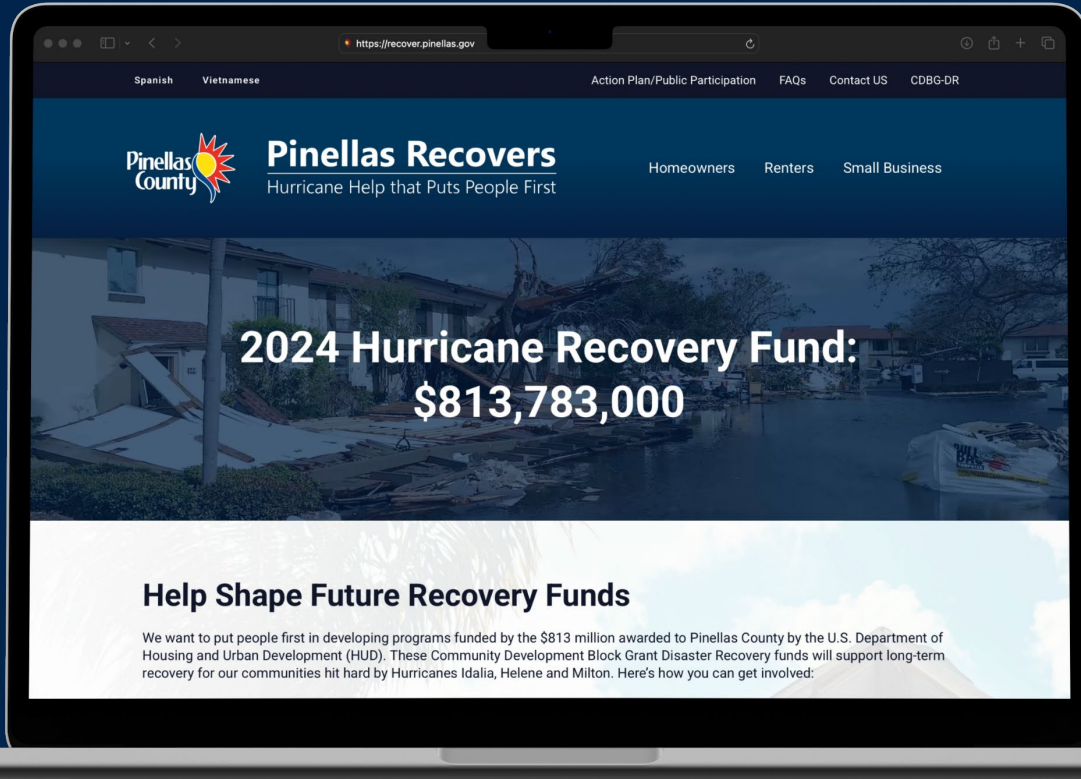 https://recover.pinellas.gov
Spanish Vietnamese Action Plan/Public Participation FAQs Contact US CDBG-DR
Pinellas County
Pinellas Recovers
Hurricane Help that Puts People First
Homeowners Renters Small Business
2024 Hurricane Recovery Fund:
$813,783,000
Help Shape Future Recovery Funds
We want to put people first in developing programs funded by the $813 million awarded to Pinellas County by the U.S. Department of
Housing and Urban Development (HUD). These Community Development Block Grant Disaster Recovery funds will support long-term
recovery for our communities hit hard by Hurricanes Idalia, Helene and Milton. Here's how you can get involved: